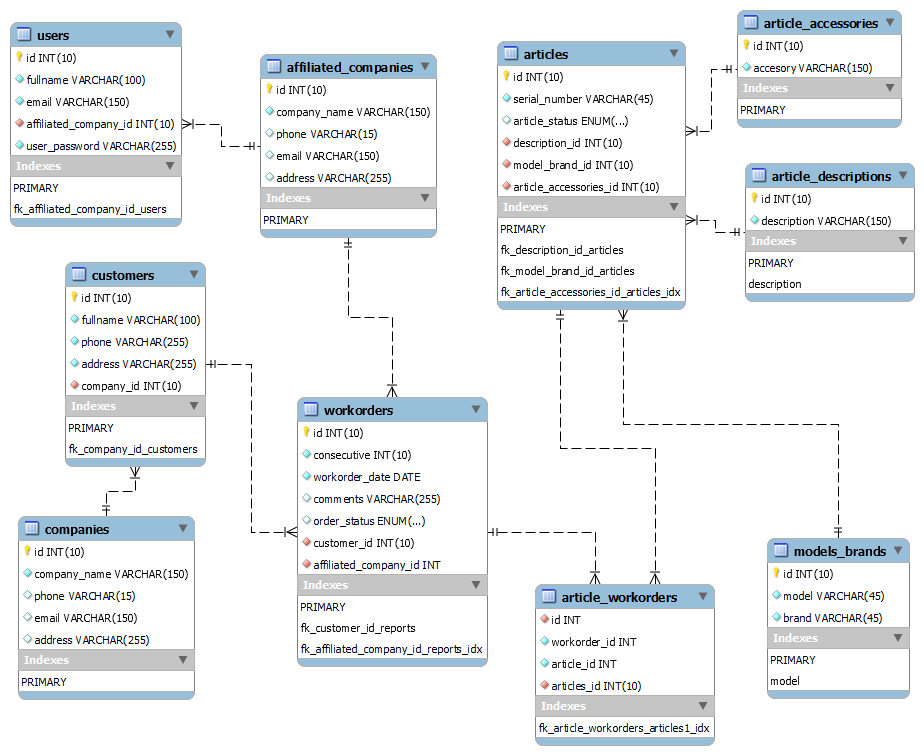 users
id INT(10)
fullname VARCHAR(100)
email VARCHAR(150)
affiliated_company_id INT(10)
user_password VARCHAR(255)
Indexes
PRIMARY
fk_affiliated_company_id_users
affiliated_companies
id INT(10)
company_name VARCHAR(150)
phone VARCHAR(15)
email VARCHAR(150)
address VARCHAR(255)
Indexes
PRIMARY
articles
id INT(10)
serial_number VARCHAR(45)
article_status ENUM(...)
description_id INT(10)
model_brand_id INT(10)
article_accessories_id INT(10)
Indexes
PRIMARY
fk_description_id_articles
fk_model_brand_id_articles
fk_article_accessories_id_articles_idx
article_accessories
id INT(10)
accesory VARCHAR(150)
Indexes
PRIMARY
article_descriptions
id INT(10)
description VARCHAR(150)
Indexes
PRIMARY
description
customers
id INT(10)
fullname VARCHAR(100)
phone VARCHAR(255)
address VARCHAR(255)
company_id INT(10)
Indexes
PRIMARY
fk_company_id_customers
workorders
id INT(10)
consecutive INT(10)
workorder_date DATE
comments VARCHAR(255)
order_status ENUM(...)
customer_id INT(10)
affiliated_company_id INT
Indexes
PRIMARY
fk_customer_id_reports
fk_affiliated_company_id_reports_idx
companies
id INT(10)
company_name VARCHAR(150)
phone VARCHAR(15)
email VARCHAR(150)
address VARCHAR(255)
Indexes
PRIMARY
article_workorders
id INT
workorder_id INT
article_id INT
articles_id INT(10)
Indexes
fk_article_workorders_articles1_idx
models_brands
id INT(10)
model VARCHAR(45)
brand VARCHAR(45)
Indexes
PRIMARY
model